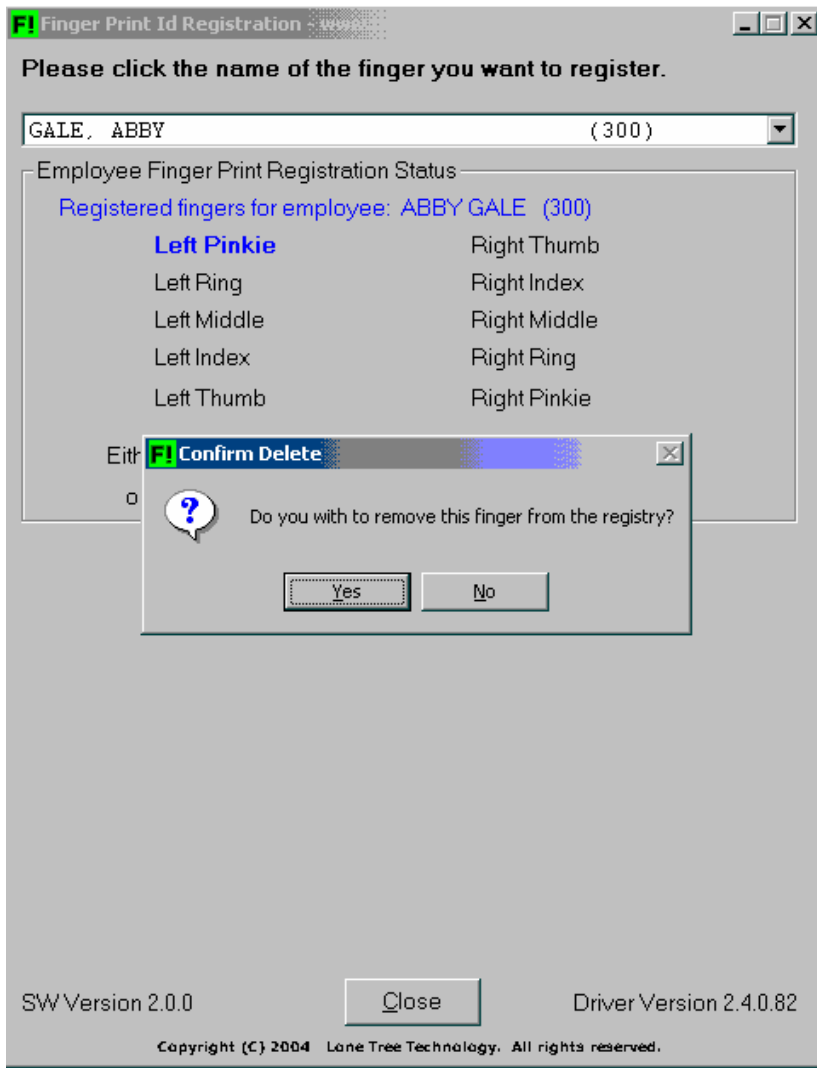 F! Finger Print Id Registration -
Please click the name of the finger you want to register.
GALE, ABBY (300)
Employee Finger Print Registration Status
Registered fingers for employee: ABBY GALE (300)
Left Pinkie Right Thumb
Left Ring Right Index
Left Middle Right Middle
Left Index Right Ring
Left Thumb Right Pinkie
Eith
o
F! Confirm Delete
?
Do you with to remove this finger from the registry?
Yes No
SW Version 2.0.0 Close Driver Version 2.4.0.82
Copyright (C) 2004 Lone Tree Technology. All rights reserved.